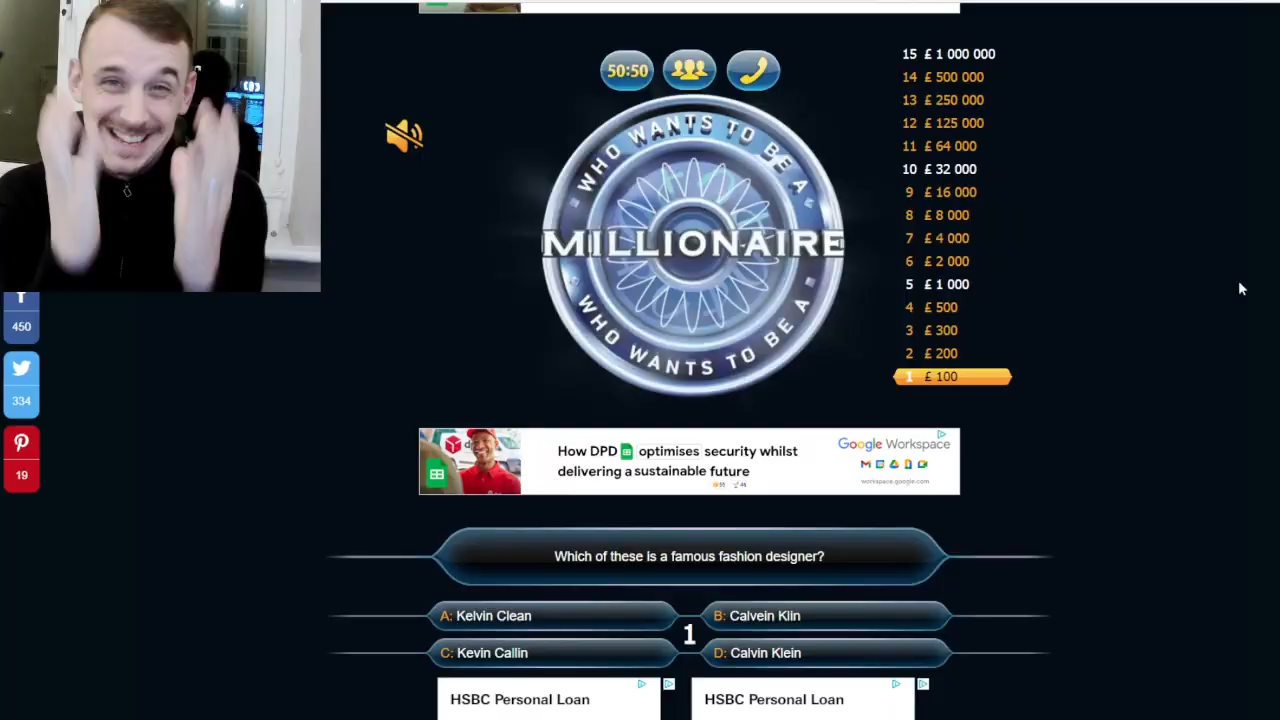 50:50
WHO WANTS TO BE A
MILLIONAIRE
WHO WANTS TO BE A
15 £ 1 000 000
14 £ 500 000
13 £ 250 000
12 £ 125 000
11 £ 64 000
10 £ 32 000
9 £ 16 000
8 £ 8 000
7 £ 4 000
6 £ 2 000
5 £ 1 000
4 £ 500
3 £ 300
2 £ 200
1 £ 100
450
334
19
How DPD optimises security whilst
delivering a sustainable future
Google Workspace
workspace.google.com
Which of these is a famous fashion designer?
A: Kelvin Clean
B: Calvein Klin
1
C: Kevin Callin
D: Calvin Klein
HSBC Personal Loan
HSBC Personal Loan